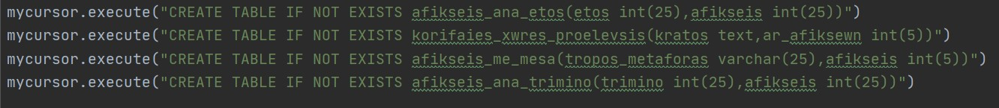 mycursor.execute("CREATE TABLE IF NOT EXISTS afikseis_ana_etos(etos int(25),afikseis int(25))")
mycursor.execute("CREATE TABLE IF NOT EXISTS korifaies_xwres_proelevsis(kratos text,ar_afiksewn int(5))")
mycursor.execute("CREATE TABLE IF NOT EXISTS afikseis_me_mesa(tropos_metaforas varchar(25),afikseis int(5))")
mycursor.execute("CREATE TABLE IF NOT EXISTS afikseis_ana_trimino(trimino int(25),afikseis int(25))")